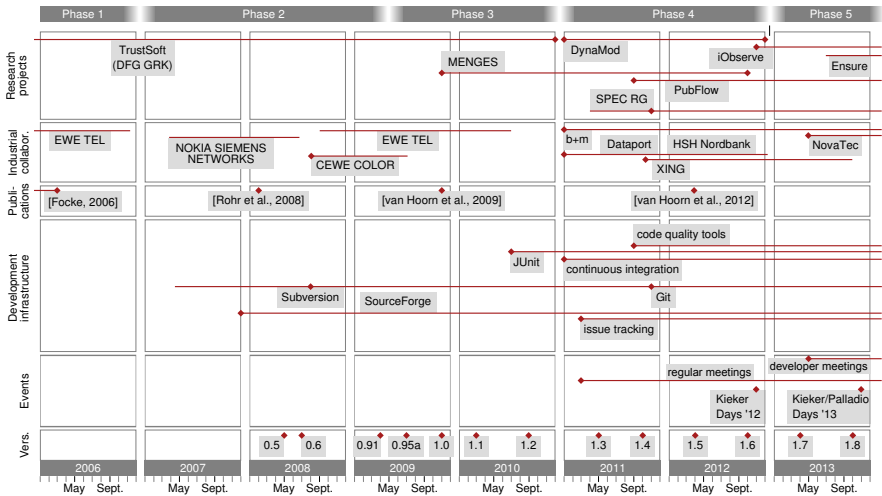 Phase 1 Phase 2 Phase 3 Phase 4 Phase 5
Research
projects
TrustSoft
(DFG GRK)
MENGES
DynaMod
iObserve
Ensure
PubFlow
SPEC RG
Industrial
collabor.
EWE TEL
NOKIA SIEMENS
NETWORKS
EWE TEL
CEWE COLOR
b+m
Dataport
HSH Nordbank
NovaTec
XING
Publi-
cations
[Focke, 2006]
[Rohr et al., 2008]
[van Hoorn et al., 2009]
[van Hoorn et al., 2012]
Development
infrastructure
code quality tools
JUnit
continuous integration
Subversion
SourceForge
Git
issue tracking
Events
developer meetings
regular meetings
Kieker
Days '12
Kieker/Palladio
Days '13
Vers.
0.5 0.6 0.91 0.95a 1.0 1.1 1.2 1.3 1.4 1.5 1.6 1.7 1.8
2006 2007 2008 2009 2010 2011 2012 2013
May Sept. May Sept. May Sept. May Sept. May Sept. May Sept. May Sept. May Sept.